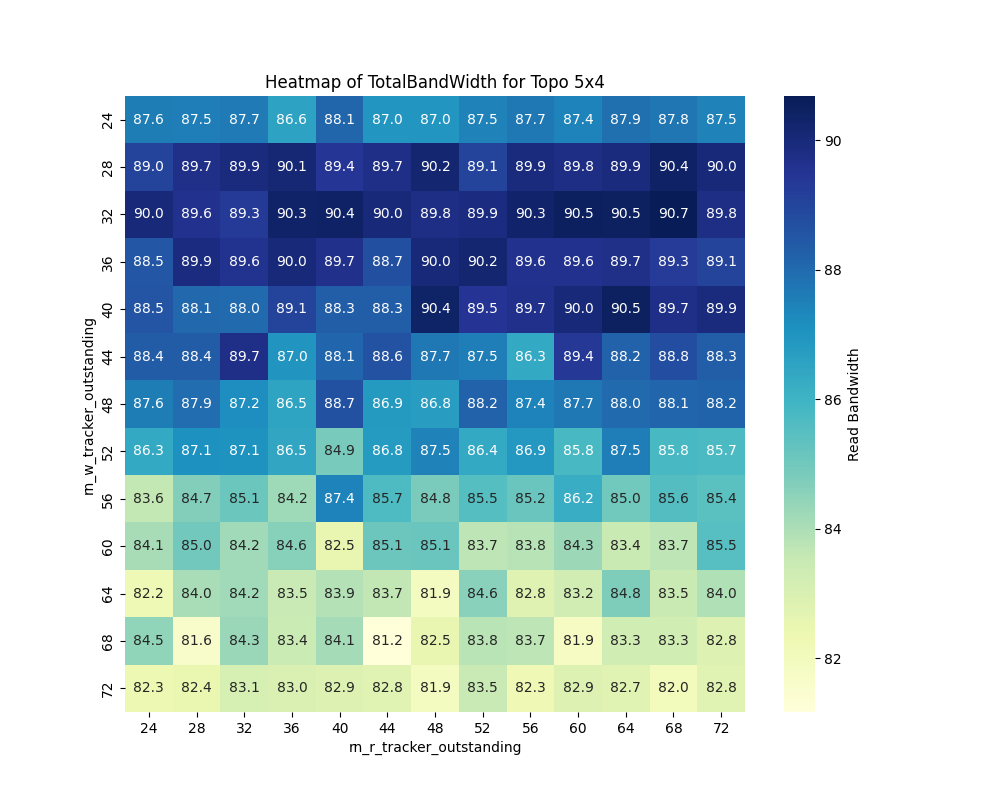 Heatmap of TotalBandWidth for Topo 5x4
24 87.6 87.5 87.7 86.6 88.1 87.0 87.0 87.5 87.7 87.4 87.9 87.8 87.5
28 89.0 89.7 89.9 90.1 89.4 89.7 90.2 89.1 89.9 89.8 89.9 90.4 90.0
32 90.0 89.6 89.3 90.3 90.4 90.0 89.8 89.9 90.3 90.5 90.5 90.7 89.8
36 88.5 89.9 89.6 90.0 89.7 88.7 90.0 90.2 89.6 89.6 89.7 89.3 89.1
40 88.5 88.1 88.0 89.1 88.3 88.3 90.4 89.5 89.7 90.0 90.5 89.7 89.9
44 88.4 88.4 89.7 87.0 88.1 88.6 87.7 87.5 86.3 89.4 88.2 88.8 88.3
48 87.6 87.9 87.2 86.5 88.7 86.9 86.8 88.2 87.4 87.7 88.0 88.1 88.2
52 86.3 87.1 87.1 86.5 84.9 86.8 87.5 86.4 86.9 85.8 87.5 85.8 85.7
56 83.6 84.7 85.1 84.2 87.4 85.7 84.8 85.5 85.2 86.2 85.0 85.6 85.4
60 84.1 85.0 84.2 84.6 82.5 85.1 85.1 83.7 83.8 84.3 83.4 83.7 85.5
64 82.2 84.0 84.2 83.5 83.9 83.7 81.9 84.6 82.8 83.2 84.8 83.5 84.0
68 84.5 81.6 84.3 83.4 84.1 81.2 82.5 83.8 83.7 81.9 83.3 83.3 82.8
72 82.3 82.4 83.1 83.0 82.9 82.8 81.9 83.5 82.3 82.9 82.7 82.0 82.8
24 28 32 36 40 44 48 52 56 60 64 68 72
rn_r_tracker_outstanding
rn_w_tracker_outstanding
90
88
86
84
82
Read Bandwidth